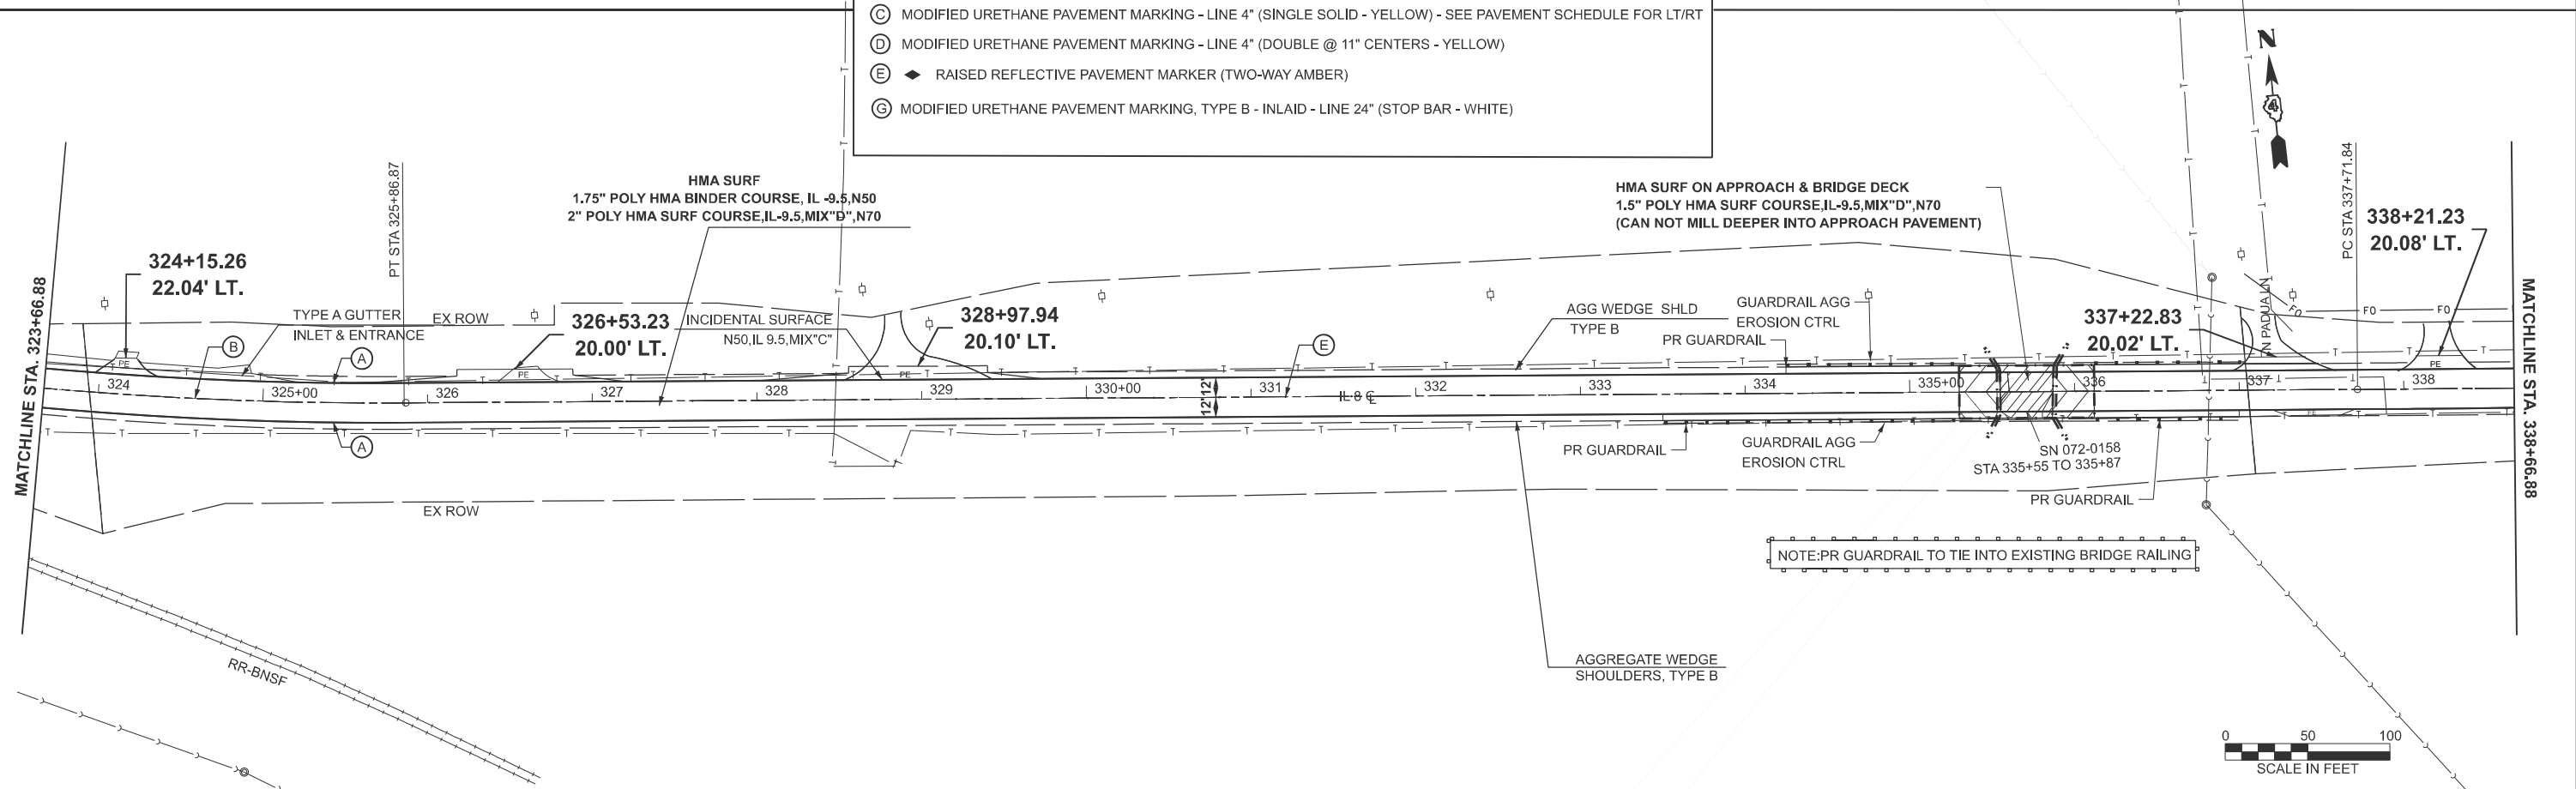 Ⓒ MODIFIED URETHANE PAVEMENT MARKING - LINE 4" (SINGLE SOLID - YELLOW) - SEE PAVEMENT SCHEDULE FOR LT/RT
Ⓓ MODIFIED URETHANE PAVEMENT MARKING - LINE 4" (DOUBLE @ 11" CENTERS - YELLOW)
Ⓔ ◆ RAISED REFLECTIVE PAVEMENT MARKER (TWO-WAY AMBER)
Ⓖ MODIFIED URETHANE PAVEMENT MARKING, TYPE B - INLAID - LINE 24" (STOP BAR - WHITE)
N
4
MATCHLINE STA. 323+66.88
324+15.26
22.04' LT.
PT STA 325+86.87
HMA SURF
1.75" POLY HMA BINDER COURSE, IL -9.5,N50
2" POLY HMA SURF COURSE,IL-9.5,MIX"D",N70
HMA SURF ON APPROACH & BRIDGE DECK
1.5" POLY HMA SURF COURSE,IL-9.5,MIX"D",N70
(CAN NOT MILL DEEPER INTO APPROACH PAVEMENT)
PC STA 337+71.84
338+21.23
20.08' LT.
MATCHLINE STA. 338+66.88
TYPE A GUTTER
INLET & ENTRANCE
EX ROW
326+53.23
20.00' LT.
INCIDENTAL SURFACE
N50,IL 9.5,MIX"C"
328+97.94
20.10' LT.
AGG WEDGE SHLD
TYPE B
GUARDRAIL AGG
EROSION CTRL
PR GUARDRAIL
337+22.83
20.02' LT.
N PADUA LN
FO
FO
FO
Ⓑ
Ⓐ
Ⓔ
PE
PE
PE
PE
PE
324
325+00
326
327
328
329
330+00
331
332
333
334
335+00
336
337
338
12'
12'
IL 8 ℄
Ⓐ
PR GUARDRAIL
GUARDRAIL AGG
EROSION CTRL
SN 072-0158
STA 335+55 TO 335+87
PR GUARDRAIL
EX ROW
NOTE:PR GUARDRAIL TO TIE INTO EXISTING BRIDGE RAILING
RR-BNSF
AGGREGATE WEDGE
SHOULDERS, TYPE B
0 50 100
SCALE IN FEET